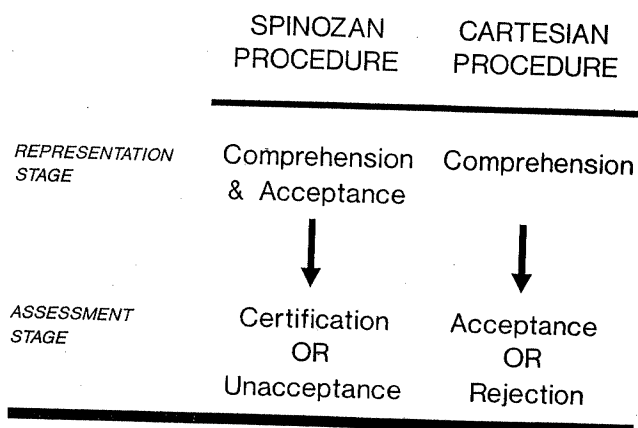 SPINOZAN CARTESIAN
PROCEDURE PROCEDURE
REPRESENTATION STAGE
Comprehension & Acceptance
Comprehension
ASSESSMENT STAGE
Certification OR Unacceptance
Acceptance OR Rejection